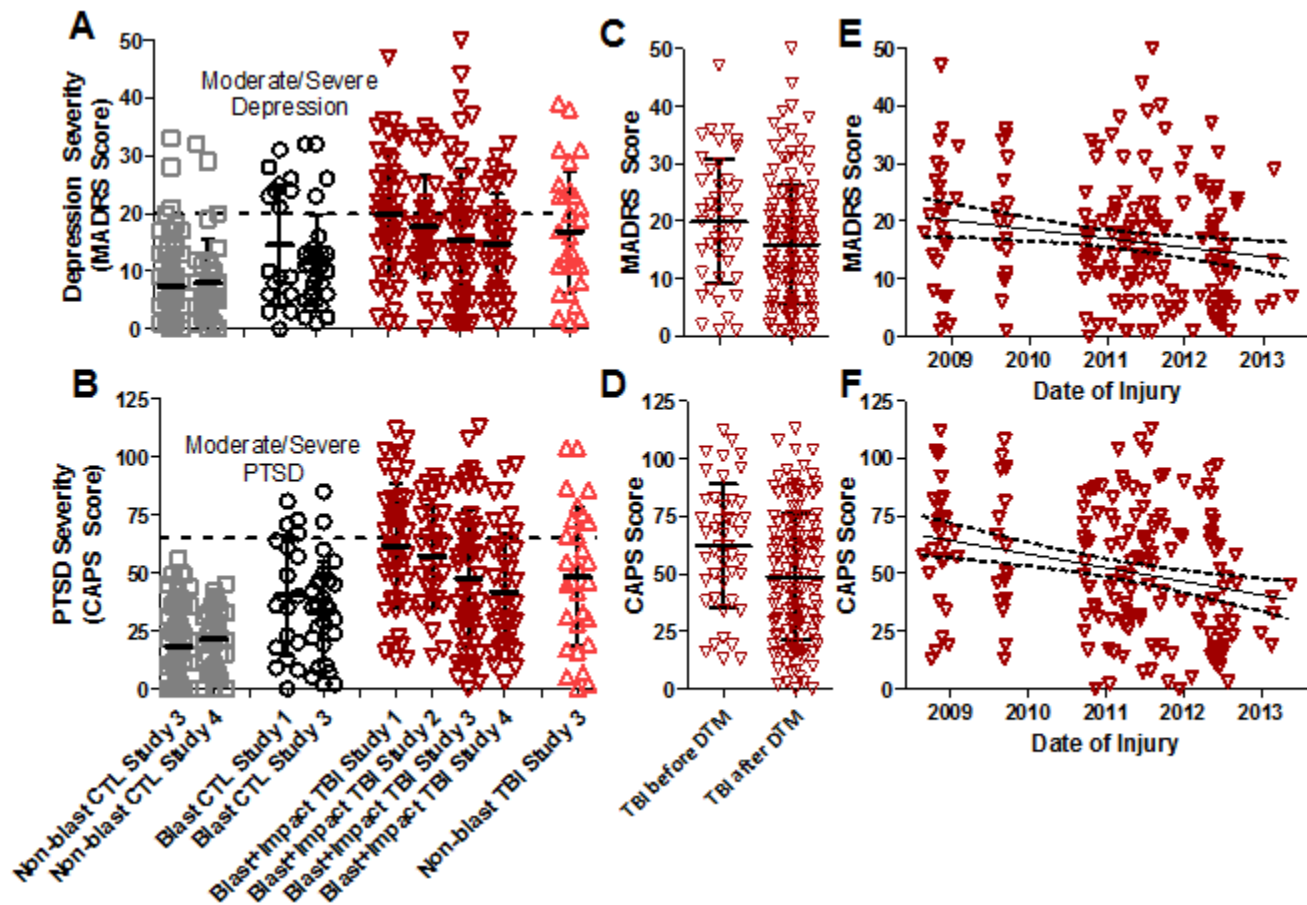 A
Depression Severity
(MADRS Score)
50
40
30
20
10
0
Moderate/Severe
Depression
B
PTSD Severity
(CAPS Score)
125
100
75
50
25
0
Moderate/Severe
PTSD
Non-blast CTL Study 3
Non-blast CTL Study 4
Blast CTL Study 1
Blast CTL Study 3
Blast+Impact TBI Study 1
Blast+Impact TBI Study 2
Blast+Impact TBI Study 3
Blast+Impact TBI Study 4
Non-blast TBI Study 3
C
MADRS Score
50
40
30
20
10
0
D
CAPS Score
125
100
75
50
25
0
TBI before DTM
TBI after DTM
E
MADRS Score
50
40
30
20
10
0
2009 2010 2011 2012 2013
Date of Injury
F
CAPS Score
125
100
75
50
25
0
2009 2010 2011 2012 2013
Date of Injury